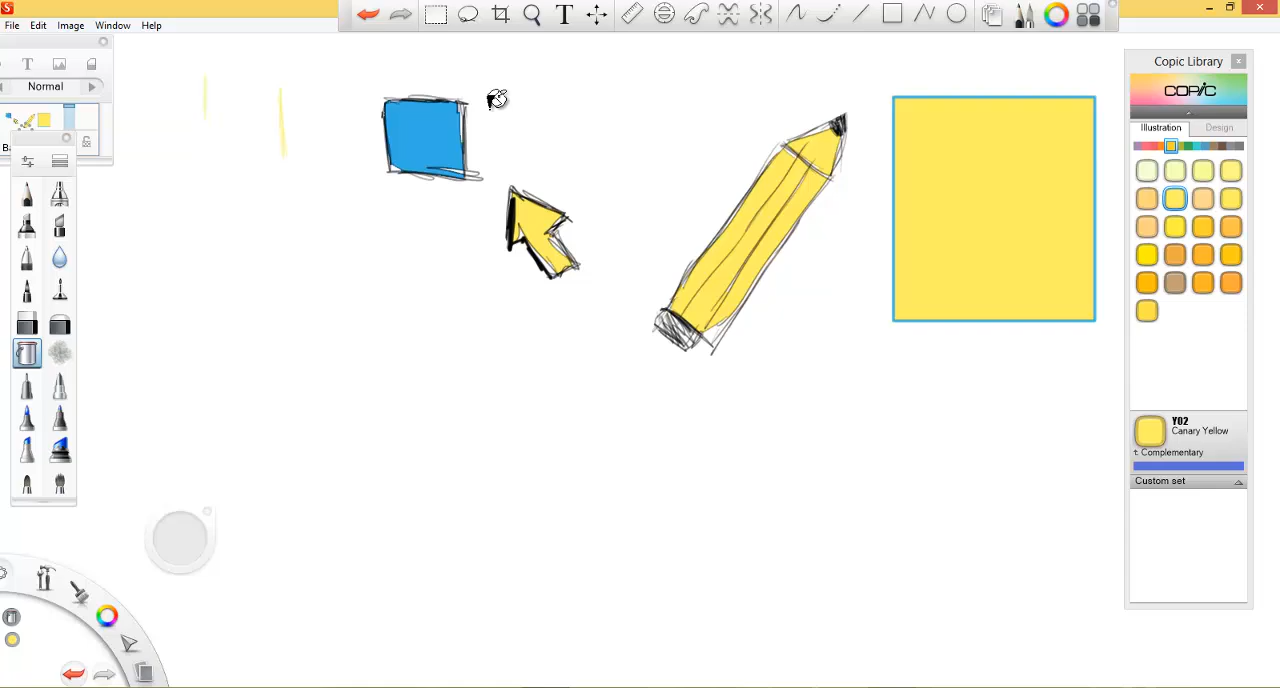 File Edit Image Window Help
T
T
Normal
Copic Library
COPIC
Illustration Design
Y02
Canary Yellow
Complementary
Custom set